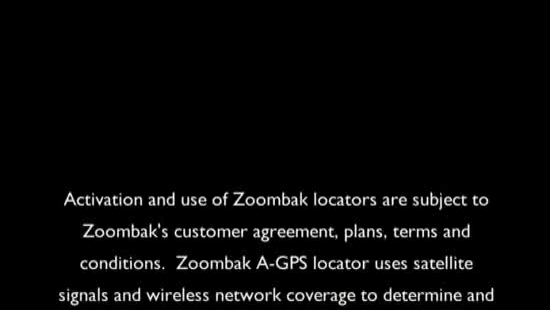 Activation and use of Zoombak locators are subject to
Zoombak's customer agreement, plans, terms and
conditions.  Zoombak A-GPS locator uses satellite
signals and wireless network coverage to determine and